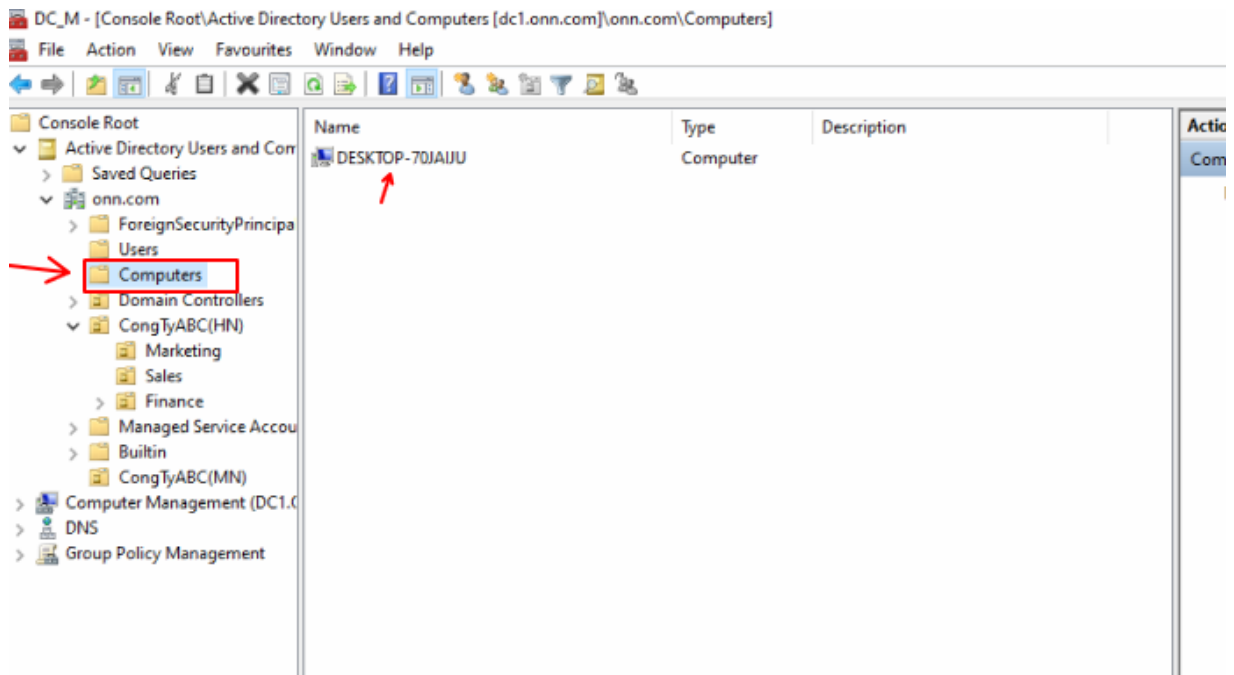 DC_M - [Console Root\Active Directory Users and Computers [dc1.onn.com]\onn.com\Computers]
File Action View Favourites Window Help
Console Root
Active Directory Users and Com
Saved Queries
onn.com
ForeignSecurityPrincipa
Users
Computers
Domain Controllers
CongTyABC(HN)
Marketing
Sales
Finance
Managed Service Accou
Builtin
CongTyABC(MN)
Computer Management (DC1.O
DNS
Group Policy Management
Name Type Description
DESKTOP-70JAIJU Computer
Actio
Com